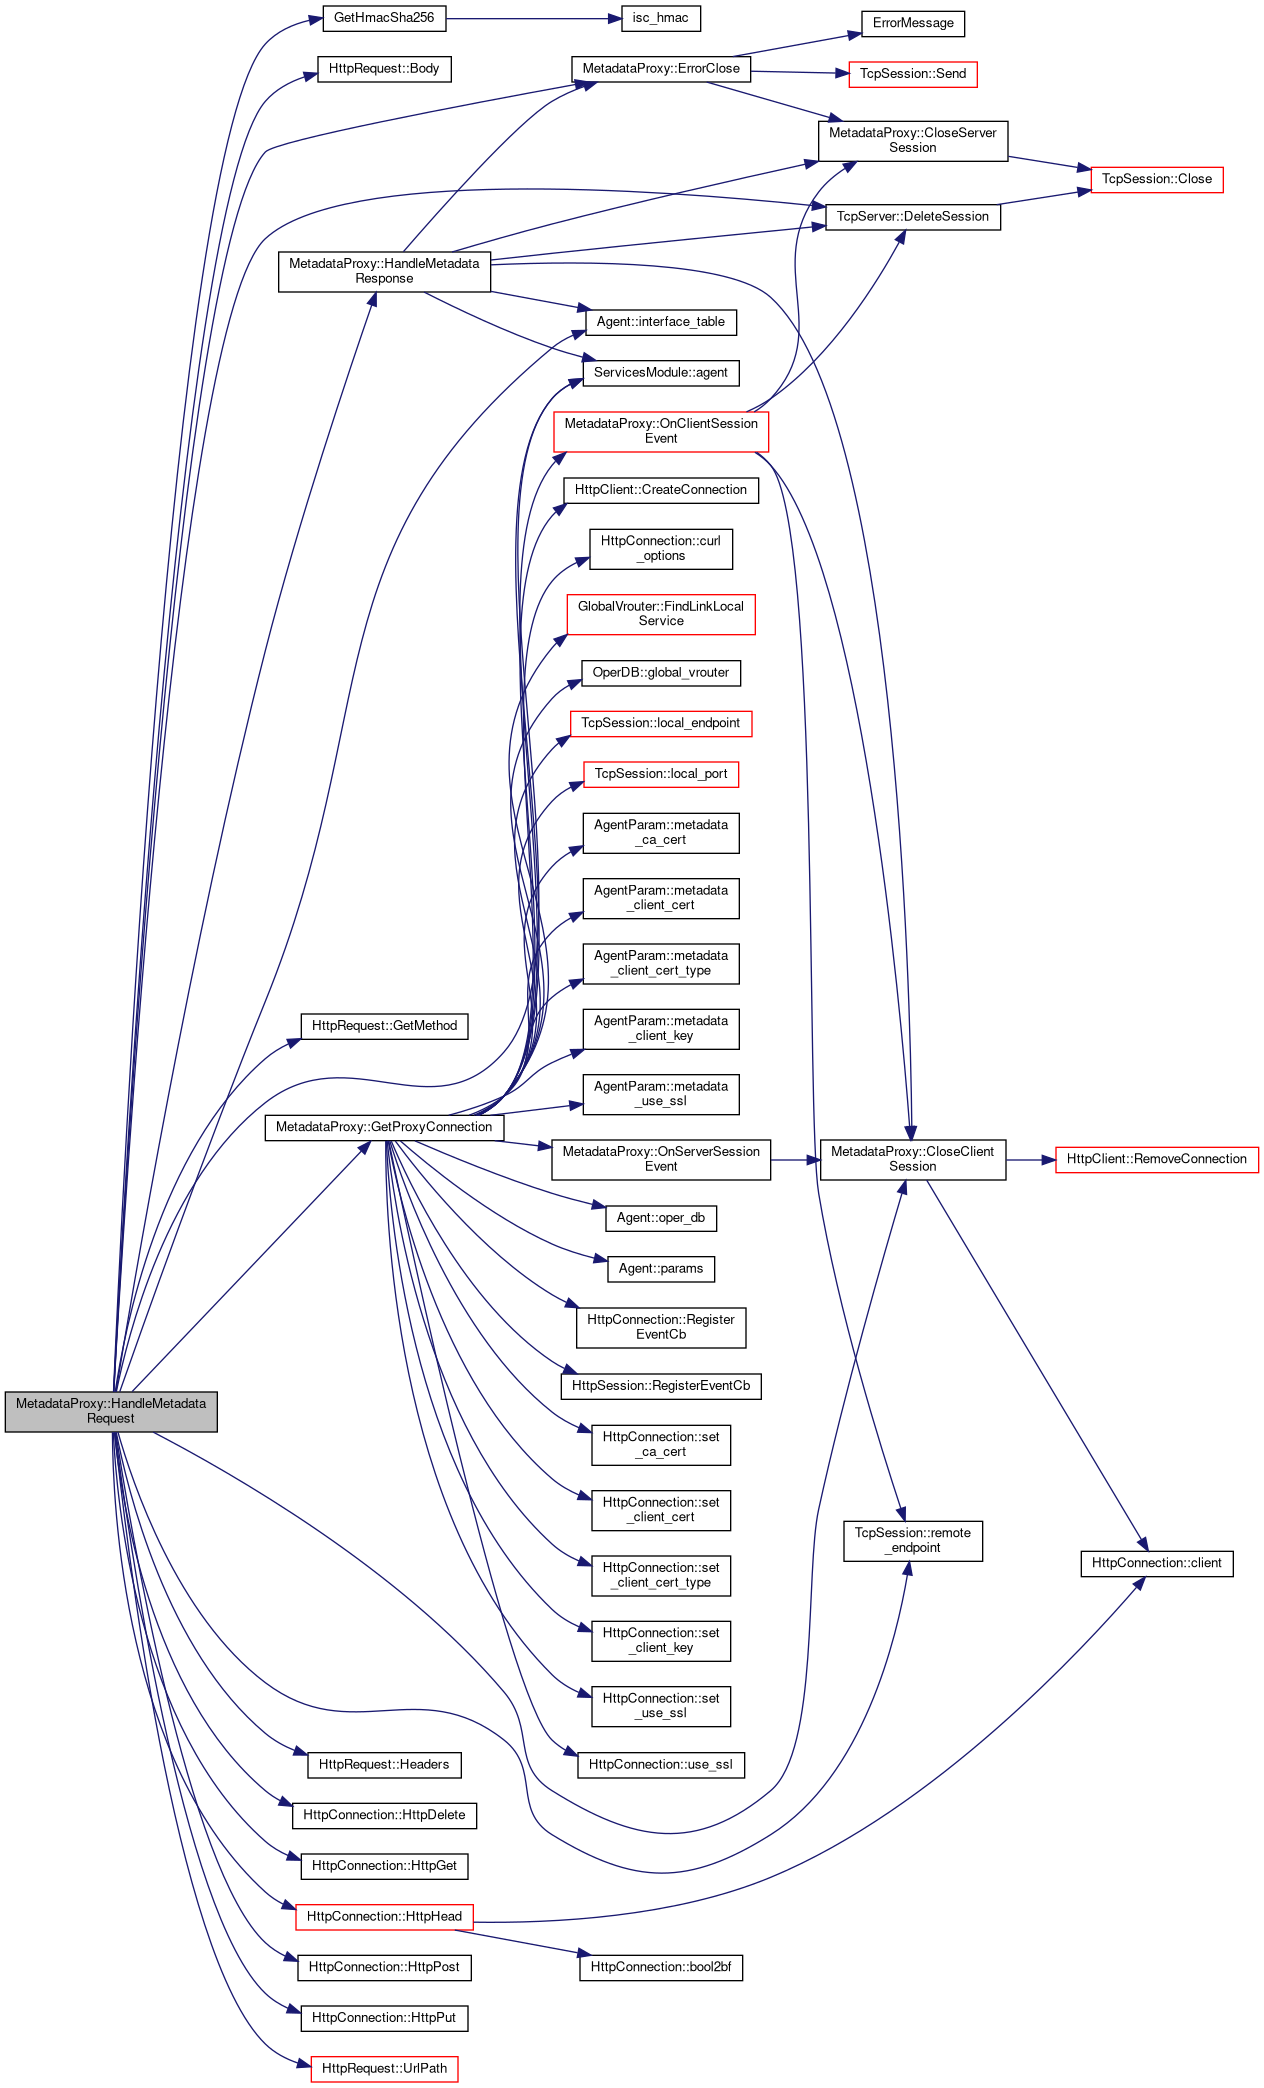 GetHmacSha256
isc_hmac
ErrorMessage
HttpRequest::Body
MetadataProxy::ErrorClose
TcpSession::Send
MetadataProxy::CloseServer
Session
TcpSession::Close
TcpServer::DeleteSession
MetadataProxy::HandleMetadata
Response
Agent::interface_table
ServicesModule::agent
MetadataProxy::OnClientSession
Event
HttpClient::CreateConnection
HttpConnection::curl
_options
GlobalVrouter::FindLinkLocal
Service
OperDB::global_vrouter
TcpSession::local_endpoint
TcpSession::local_port
AgentParam::metadata
_ca_cert
AgentParam::metadata
_client_cert
AgentParam::metadata
_client_cert_type
HttpRequest::GetMethod
AgentParam::metadata
_client_key
AgentParam::metadata
_use_ssl
MetadataProxy::GetProxyConnection
MetadataProxy::OnServerSession
Event
MetadataProxy::CloseClient
Session
HttpClient::RemoveConnection
Agent::oper_db
Agent::params
HttpConnection::Register
EventCb
HttpSession::RegisterEventCb
MetadataProxy::HandleMetadata
Request
HttpConnection::set
_ca_cert
HttpConnection::set
_client_cert
TcpSession::remote
_endpoint
HttpConnection::client
HttpConnection::set
_client_cert_type
HttpConnection::set
_client_key
HttpConnection::set
_use_ssl
HttpRequest::Headers
HttpConnection::use_ssl
HttpConnection::HttpDelete
HttpConnection::HttpGet
HttpConnection::HttpHead
HttpConnection::HttpPost
HttpConnection::bool2bf
HttpConnection::HttpPut
HttpRequest::UrlPath